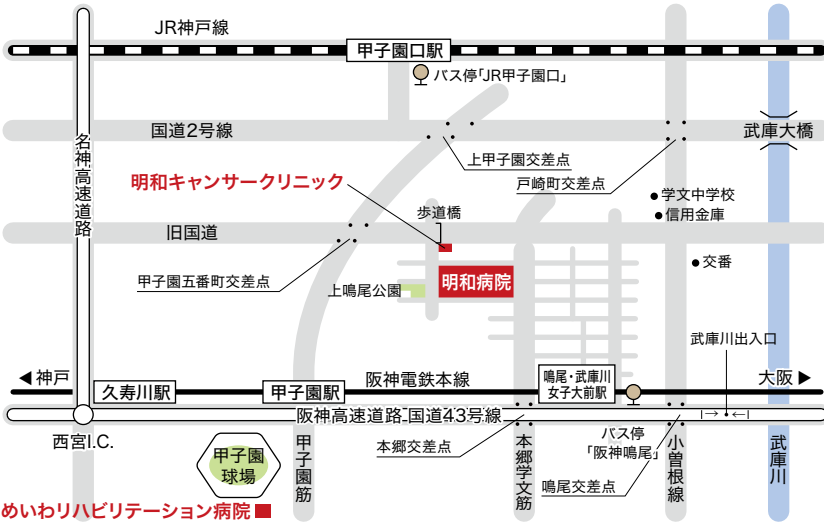 JR神戸線
甲子園口駅
バス停「JR甲子園口」
国道2号線
武庫大橋
名神高速道路
上甲子園交差点
戸崎町交差点
明和キャンサークリニック
学文中学校
信用金庫
歩道橋
旧国道
交番
甲子園五番町交差点
上鳴尾公園
明和病院
武庫川出入口
神戸
久寿川駅
甲子園駅
阪神電鉄本線
鳴尾・武庫川
女子大前駅
大阪
阪神高速道路 国道43号線
西宮I.C.
甲子園
球場
甲子園筋
本郷交差点
本郷学文筋
バス停
「阪神鳴尾」
鳴尾交差点
小曽根線
武庫川
めいわリハビリテーション病院